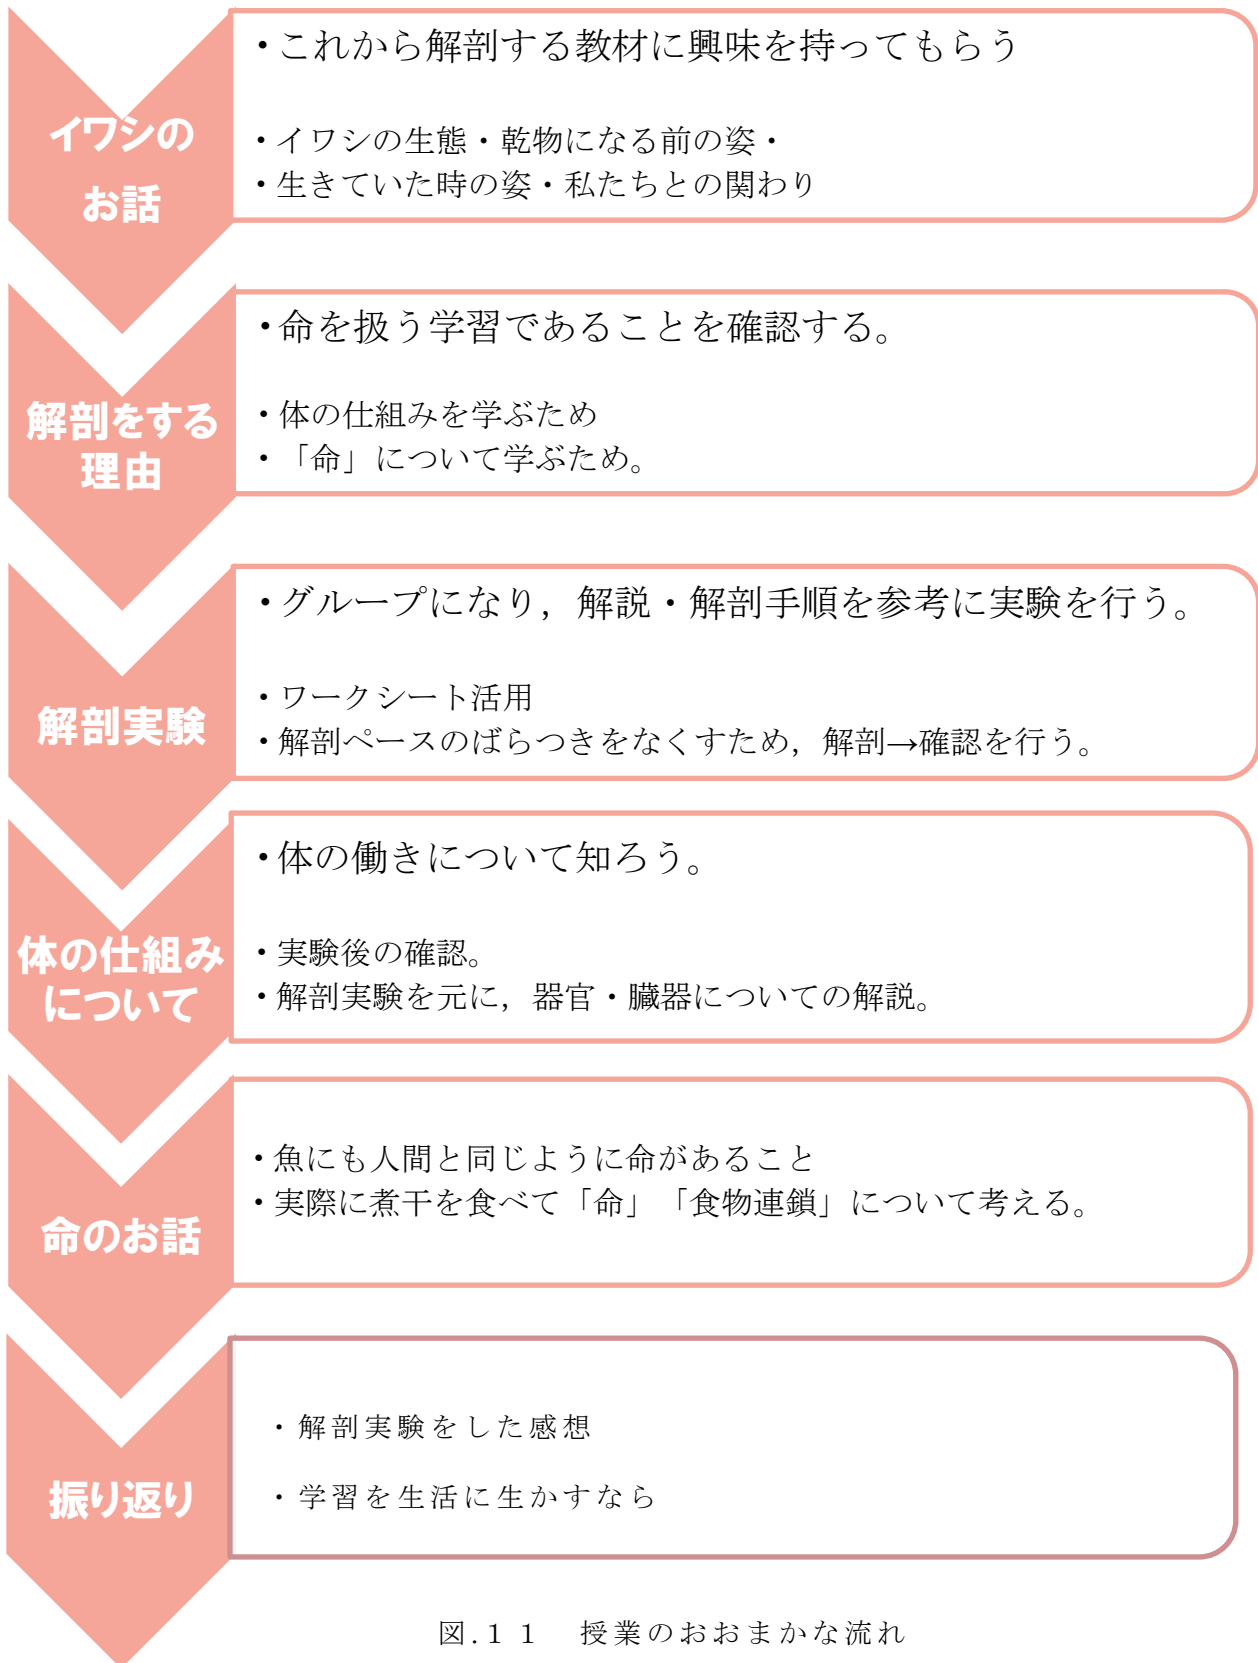 イワシの
お話
・これから解剖する教材に興味を持ってもらう
・イワシの生態・乾物になる前の姿・
・生きていた時の姿・私たちとの関わり
解剖をする
理由
・命を扱う学習であることを確認する。
・体の仕組みを学ぶため
・「命」について学ぶため。
解剖実験
・グループになり，解説・解剖手順を参考に実験を行う。
・ワークシート活用
・解剖ペースのばらつきをなくすため，解剖→確認を行う。
体の仕組み
について
・体の働きについて知ろう。
・実験後の確認。
・解剖実験を元に，器官・臓器についての解説。
命のお話
・魚にも人間と同じように命があること
・実際に煮干を食べて「命」「食物連鎖」について考える。
振り返り
・解剖実験をした感想
・学習を生活に生かすなら
図.１１　授業のおおまかな流れ